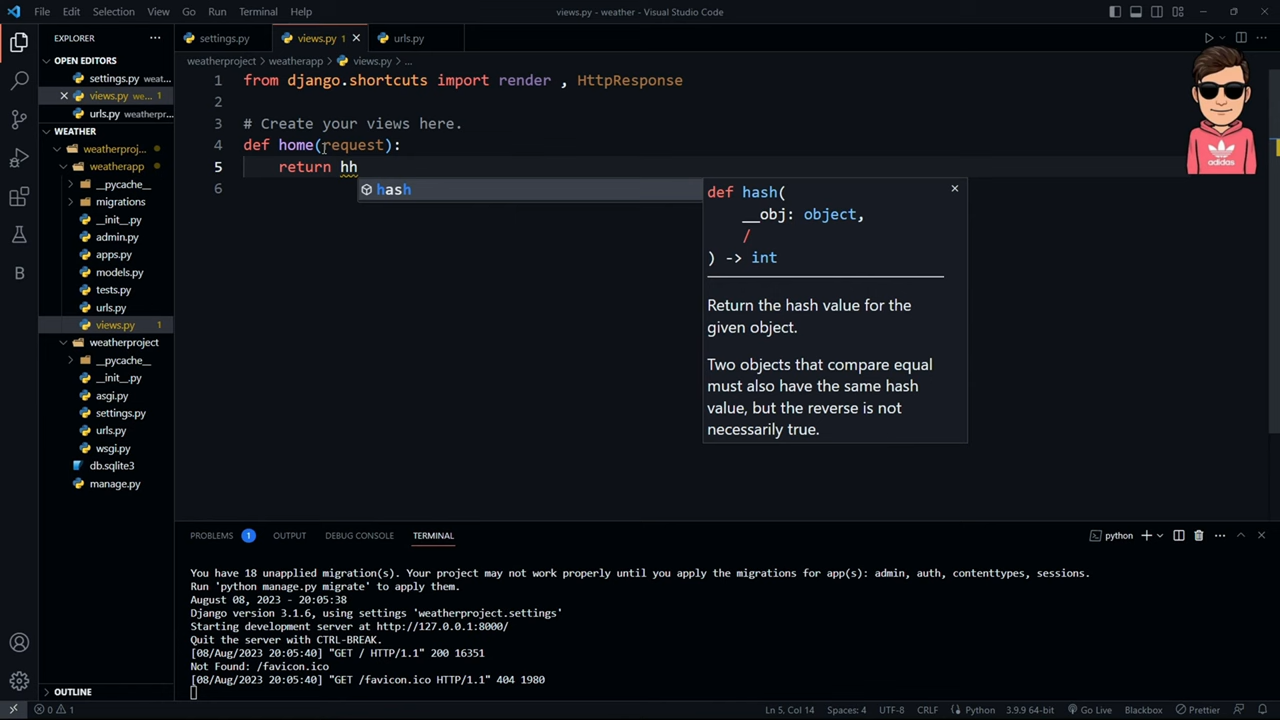 File Edit Selection View Go Run Terminal Help
views.py - weather - Visual Studio Code
EXPLORER
settings.py
views.py 1
urls.py
OPEN EDITORS
settings.py weat...
views.py we... 1
urls.py weatherpr...
WEATHER
weatherproj...
weatherapp
__pycache__
migrations
__init__.py
admin.py
apps.py
models.py
tests.py
urls.py
views.py 1
weatherproject
__pycache__
__init__.py
asgi.py
settings.py
urls.py
wsgi.py
db.sqlite3
manage.py
OUTLINE
weatherproject > weatherapp > views.py > ...
1 from django.shortcuts import render , HttpResponse
2
3 # Create your views here.
4 def home(request):
5 return hh
6
hash
def hash(
__obj: object,
/
) -> int
Return the hash value for the
given object.
Two objects that compare equal
must also have the same hash
value, but the reverse is not
necessarily true.
adidas
PROBLEMS 1 OUTPUT DEBUG CONSOLE TERMINAL
python
You have 18 unapplied migration(s). Your project may not work properly until you apply the migrations for app(s): admin, auth, contenttypes, sessions.
Run 'python manage.py migrate' to apply them.
August 08, 2023 - 20:05:38
Django version 3.1.6, using settings 'weatherproject.settings'
Starting development server at http://127.0.0.1:8000/
Quit the server with CTRL-BREAK.
[08/Aug/2023 20:05:40] "GET / HTTP/1.1" 200 16351
Not Found: /favicon.ico
[08/Aug/2023 20:05:40] "GET /favicon.ico HTTP/1.1" 404 1980
0 1
Ln 5, Col 14 Spaces: 4 UTF-8 CRLF Python 3.9.9 64-bit Go Live Blackbox Prettier